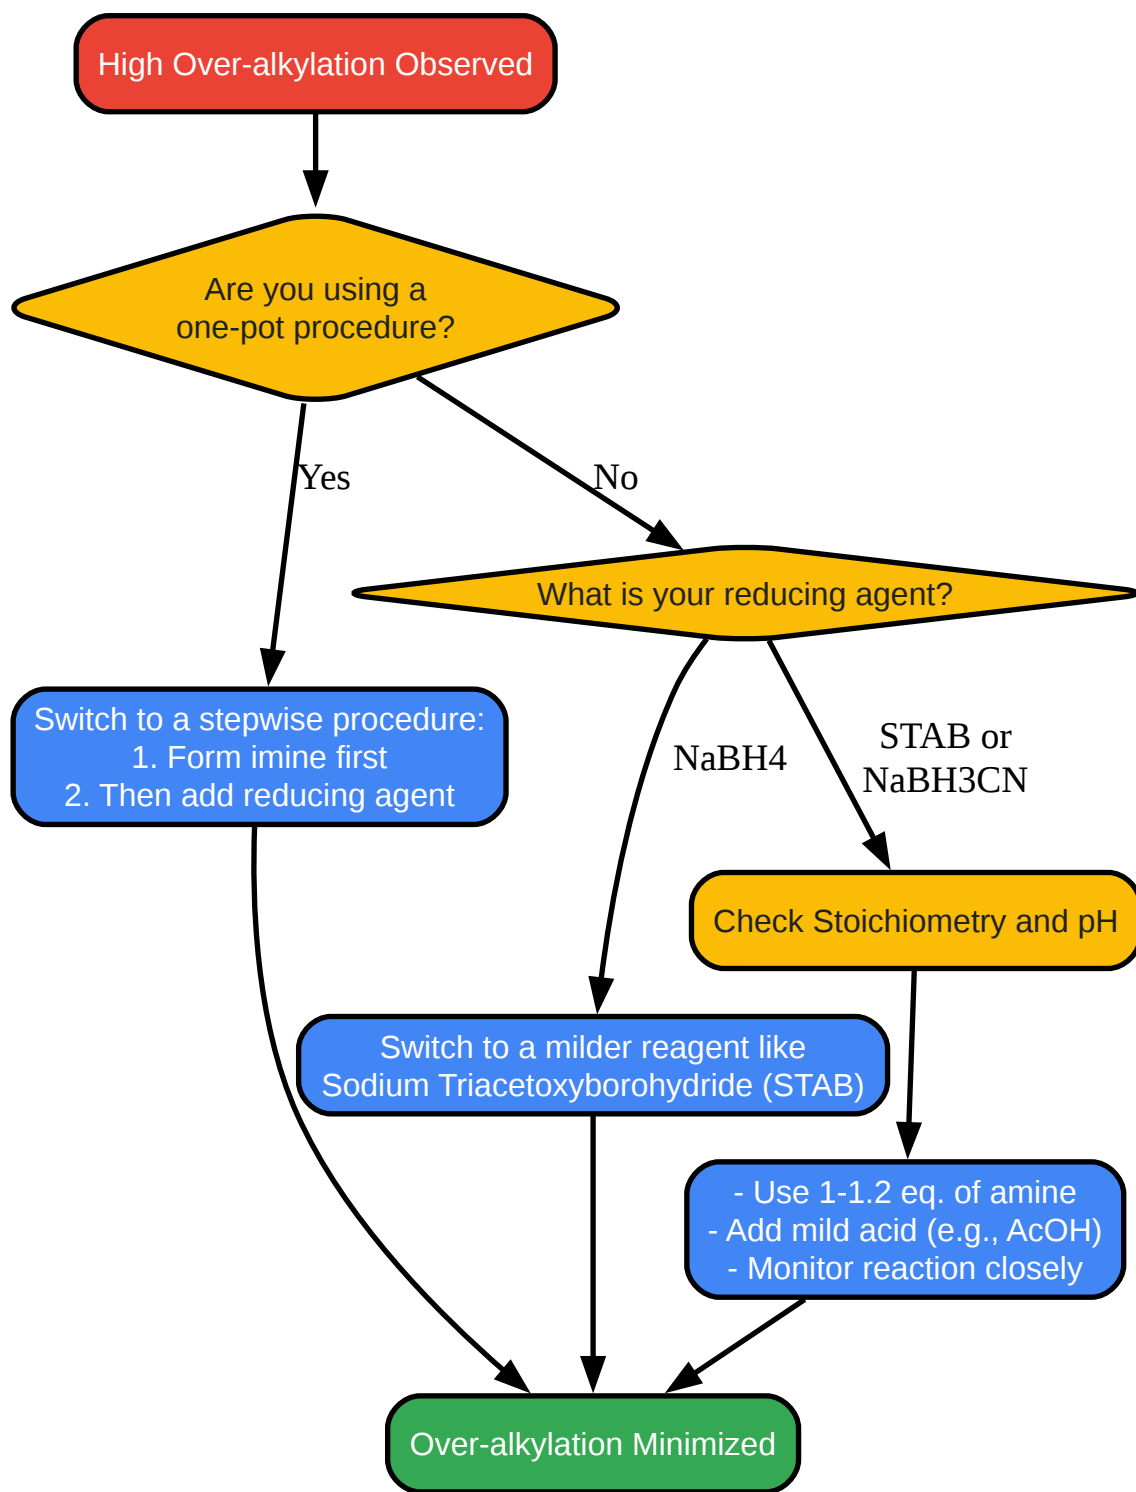 High Over-alkylation Observed
Are you using a
one-pot procedure?
Yes
No
What is your reducing agent?
Switch to a stepwise procedure:
1. Form imine first
2. Then add reducing agent
NaBH4
STAB or
NaBH3CN
Check Stoichiometry and pH
Switch to a milder reagent like
Sodium Triacetoxyborohydride (STAB)
- Use 1-1.2 eq. of amine
- Add mild acid (e.g., AcOH)
- Monitor reaction closely
Over-alkylation Minimized